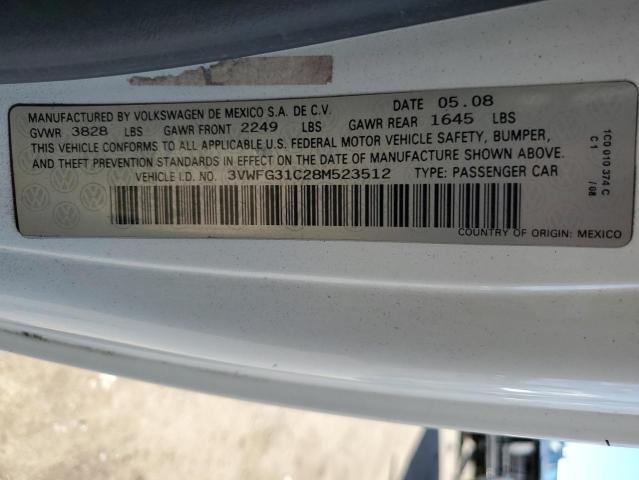 MANUFACTURED BY VOLKSWAGEN DE MEXICO S.A. DE C.V. DATE 05.08
GVWR 3828 LBS GAWR FRONT 2249 LBS GAWR REAR 1645 LBS
THIS VEHICLE CONFORMS TO ALL APPLICABLE U.S. FEDERAL MOTOR VEHICLE SAFETY, BUMPER,
AND THEFT PREVENTION STANDARDS IN EFFECT ON THE DATE OF MANUFACTURE SHOWN ABOVE.
VEHICLE I.D. NO. 3VWFG31C28M523512 TYPE: PASSENGER CAR
COUNTRY OF ORIGIN: MEXICO
1C0 010 374 C
C1 /08